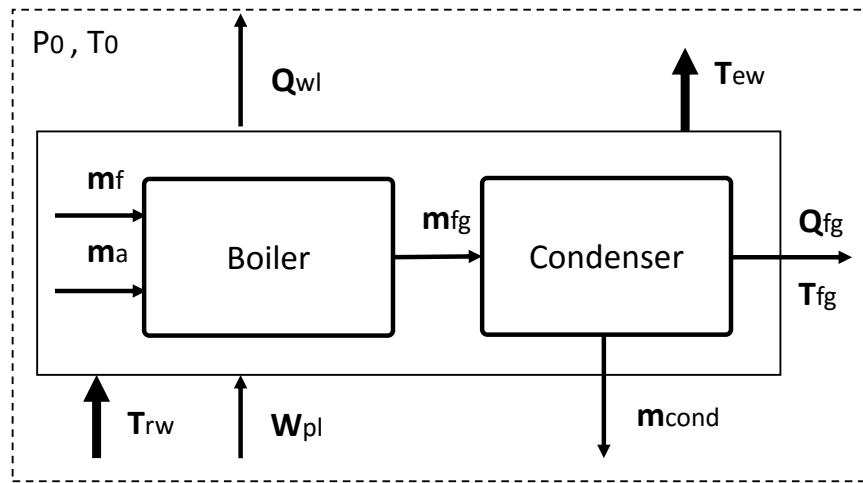 P0 , T0
Qwl
Tew
mf
ma
Boiler
mfg
Condenser
Qfg
Tfg
Trw
Wpl
mcond